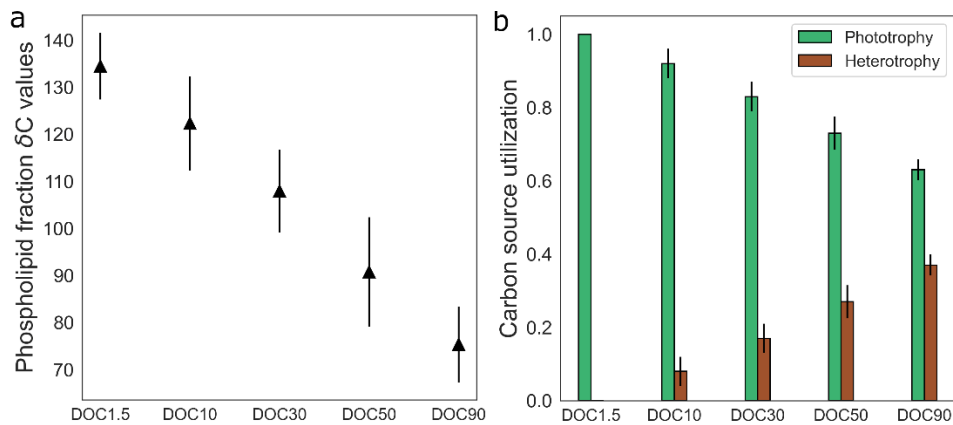 a
Phospholipid fraction δC values
140
130
120
110
100
90
80
70
DOC1.5 DOC10 DOC30 DOC50 DOC90
b
Carbon source utilization
1.0
0.8
0.6
0.4
0.2
0.0
Phototrophy
Heterotrophy
DOC1.5 DOC10 DOC30 DOC50 DOC90